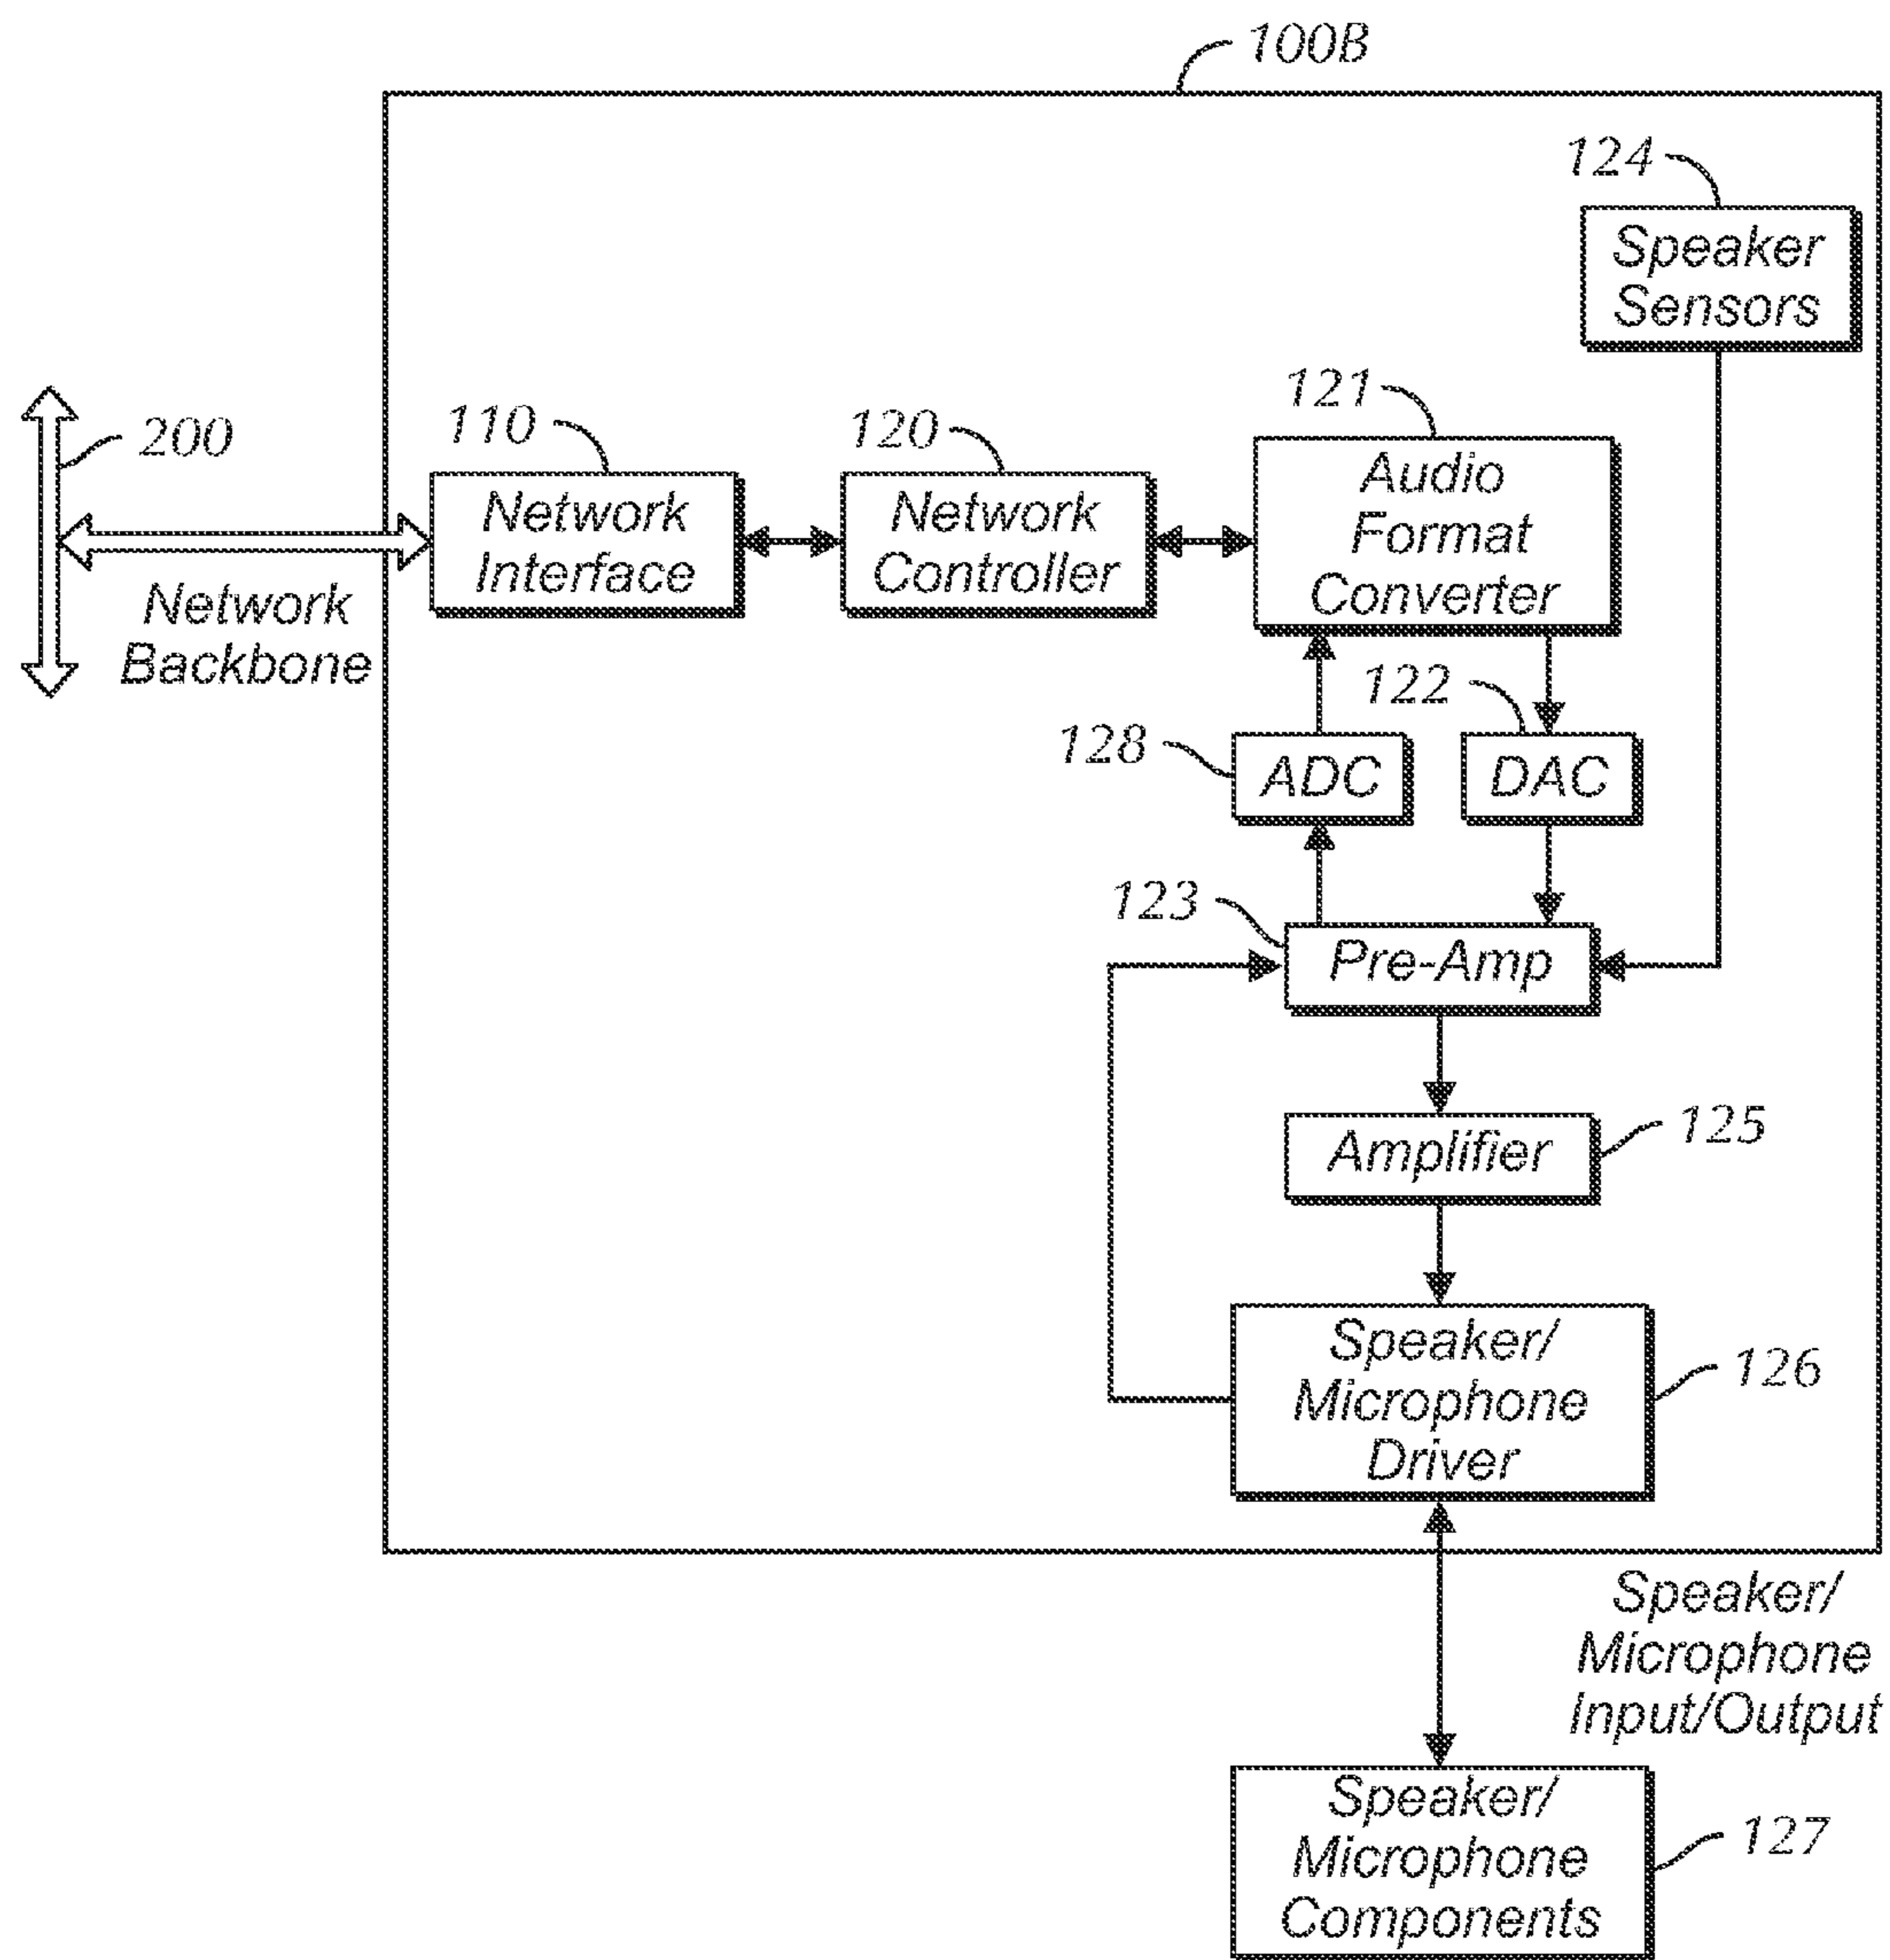 100B
124
Speaker
Sensors
121
200
110
120
Network
Interface
Network
Controller
Audio
Format
Converter
Network
Backbone
122
128
ADC
DAC
123
Pre-Amp
125
Amplifier
Speaker/
Microphone
Driver
126
Speaker/
Microphone
Input/Output
Speaker/
Microphone
Components
127